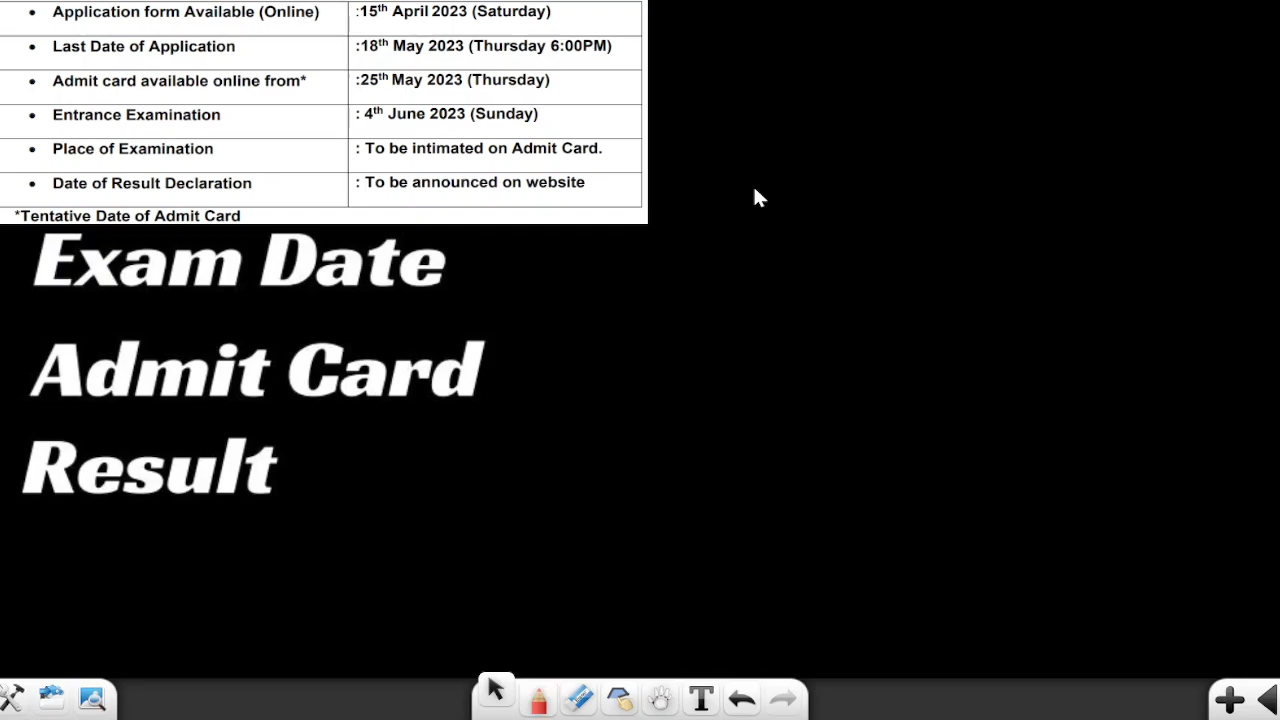 • Application form Available (Online) :15th April 2023 (Saturday)
• Last Date of Application :18th May 2023 (Thursday 6:00PM)
• Admit card available online from* :25th May 2023 (Thursday)
• Entrance Examination : 4th June 2023 (Sunday)
• Place of Examination : To be intimated on Admit Card.
• Date of Result Declaration : To be announced on website
*Tentative Date of Admit Card
Exam Date
Admit Card
Result
T